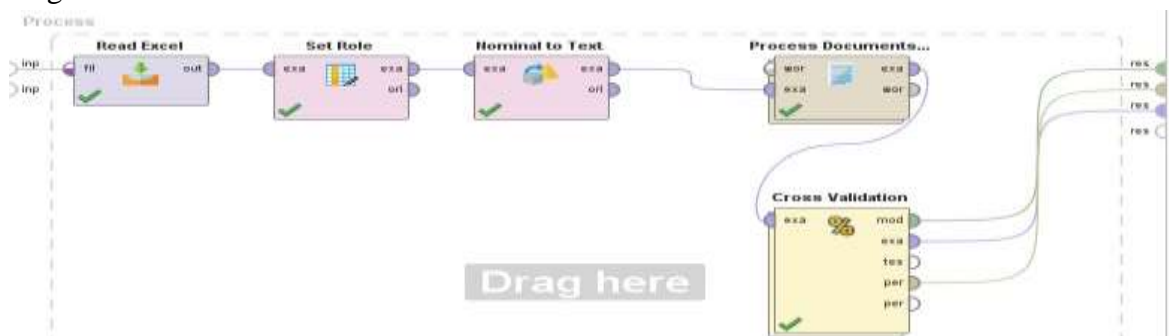 Process
Read Excel
Set Role
Nominal to Text
Process Documents...
inp
fil
out
exa
exa
exa
exa
wor
exa
res
inp
ori
ori
exa
wor
res
res
res
Cross Validation
exa
%
mod
exa
tes
per
per
Drag here